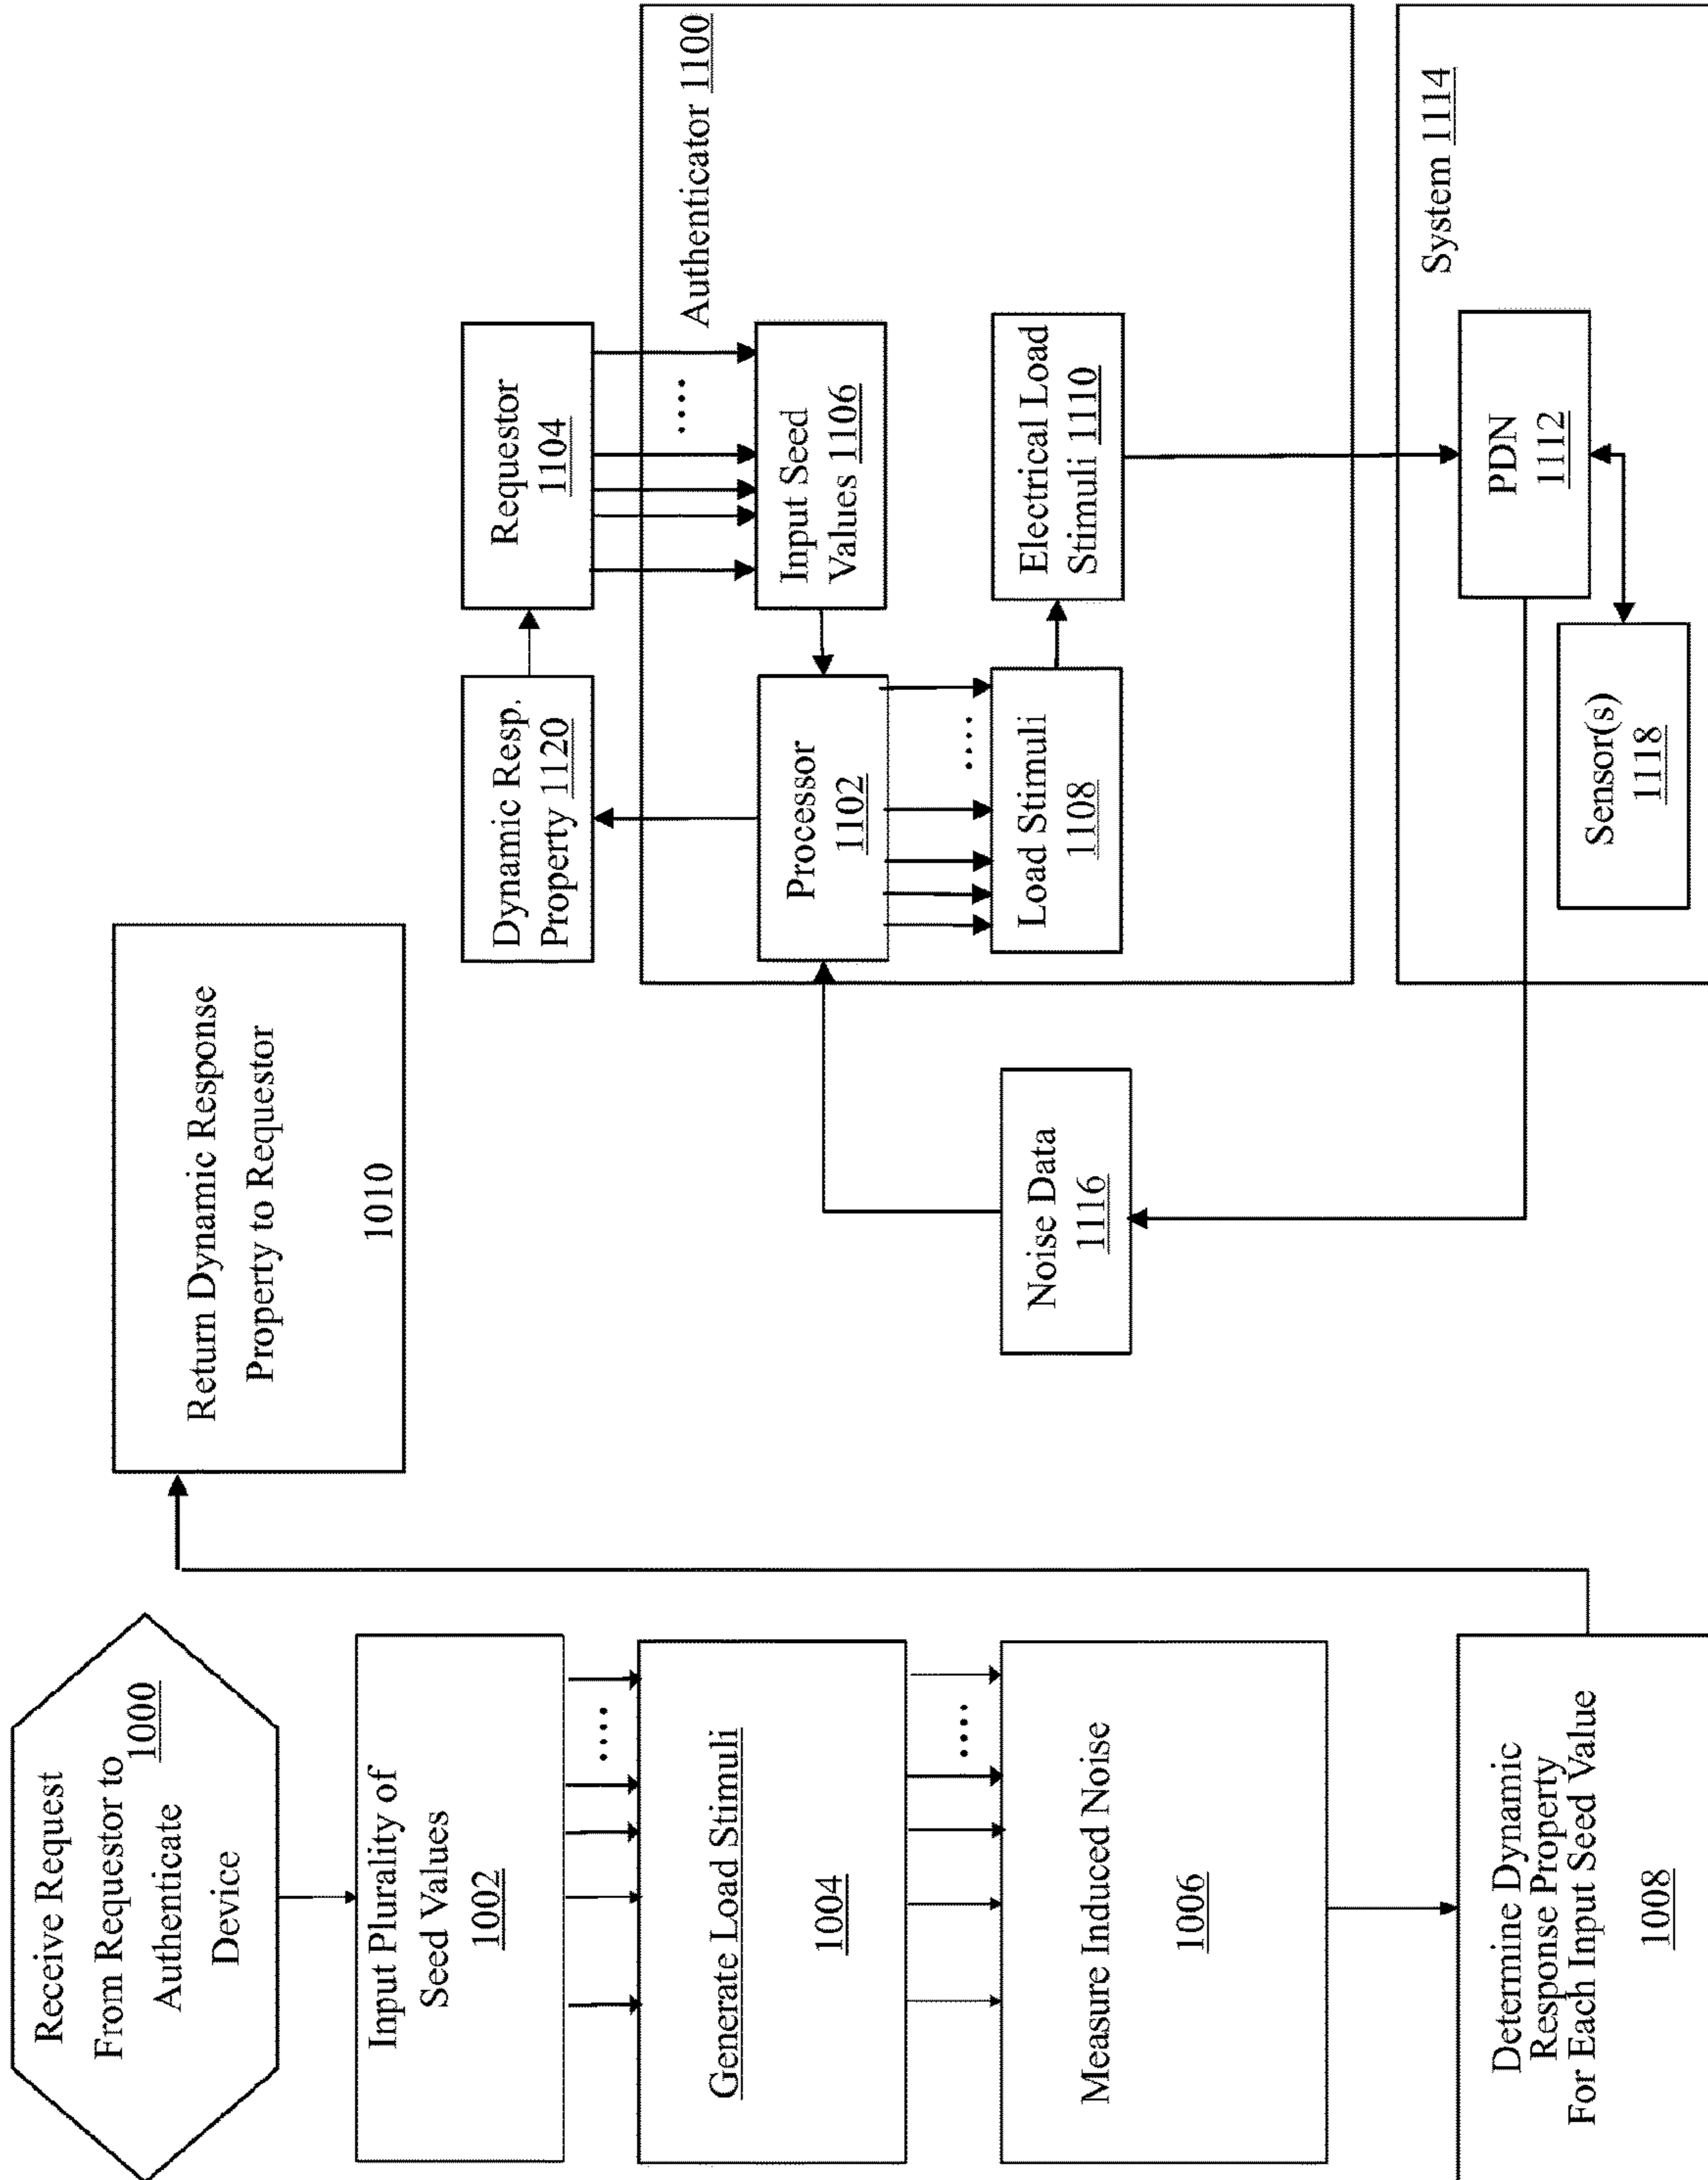 Receive Request
From Requestor to
1000
Authenticate
Device
Input Plurality of
Seed Values
1002
....
Generate Load Stimuli
1004
....
Measure Induced Noise
1006
Determine Dynamic
Response Property
For Each Input Seed Value
1008
Return Dynamic Response
Property to Requestor
1010
Dynamic Resp.
Property 1120
Requestor
1104
Authenticator 1100
....
Input Seed
Values 1106
Processor
1102
....
Load Stimuli
1108
Electrical Load
Stimuli 1110
Noise Data
1116
System 1114
PDN
1112
Sensor(s)
1118